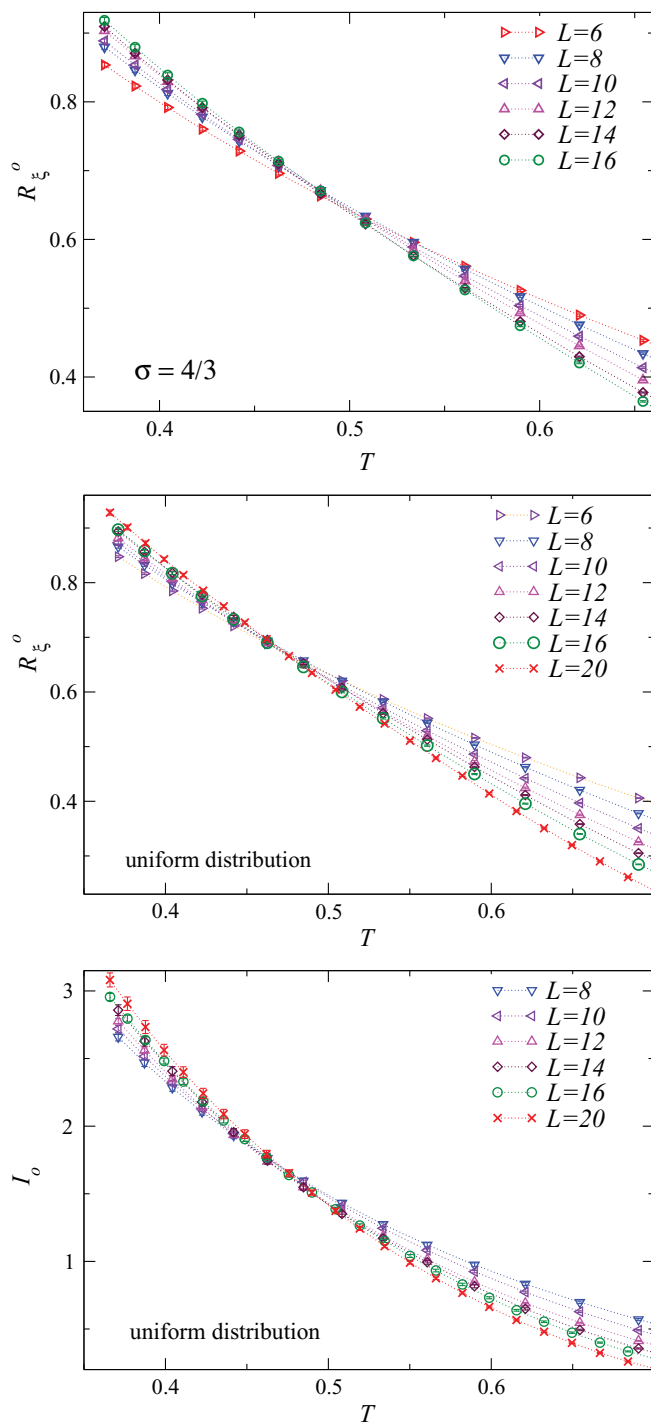 L=6
L=8
0.8
L=10
L=12
L=14
L=16
R_ξ^o
0.6
0.4
σ = 4/3
0.4
0.5
0.6
T
L=6
L=8
L=10
0.8
L=12
L=14
L=16
R_ξ^o
L=20
0.6
0.4
uniform distribution
0.4
0.5
0.6
T
3
L=8
L=10
L=12
L=14
L=16
2
L=20
I_o
1
uniform distribution
0.4
0.5
0.6
T